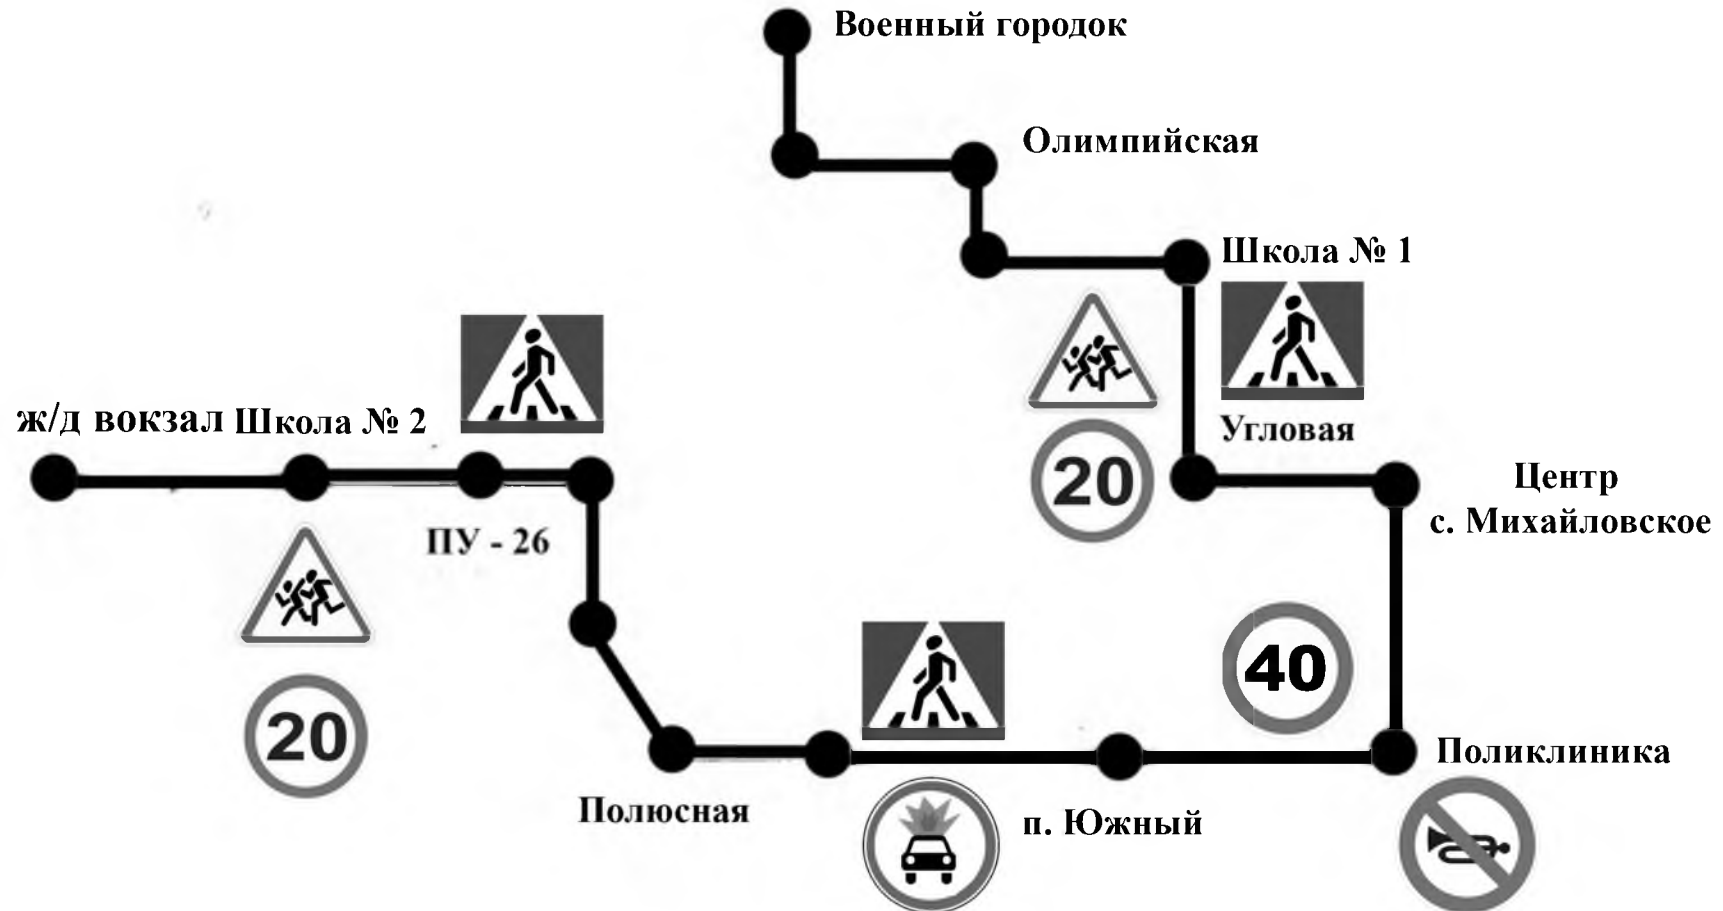 Военный городок
Олимпийская
Школа № 1
Угловая
20
ж/д вокзал
Школа № 2
ПУ - 26
Центр
с. Михайловское
20
40
Полюсная
п. Южный
Поликлиника